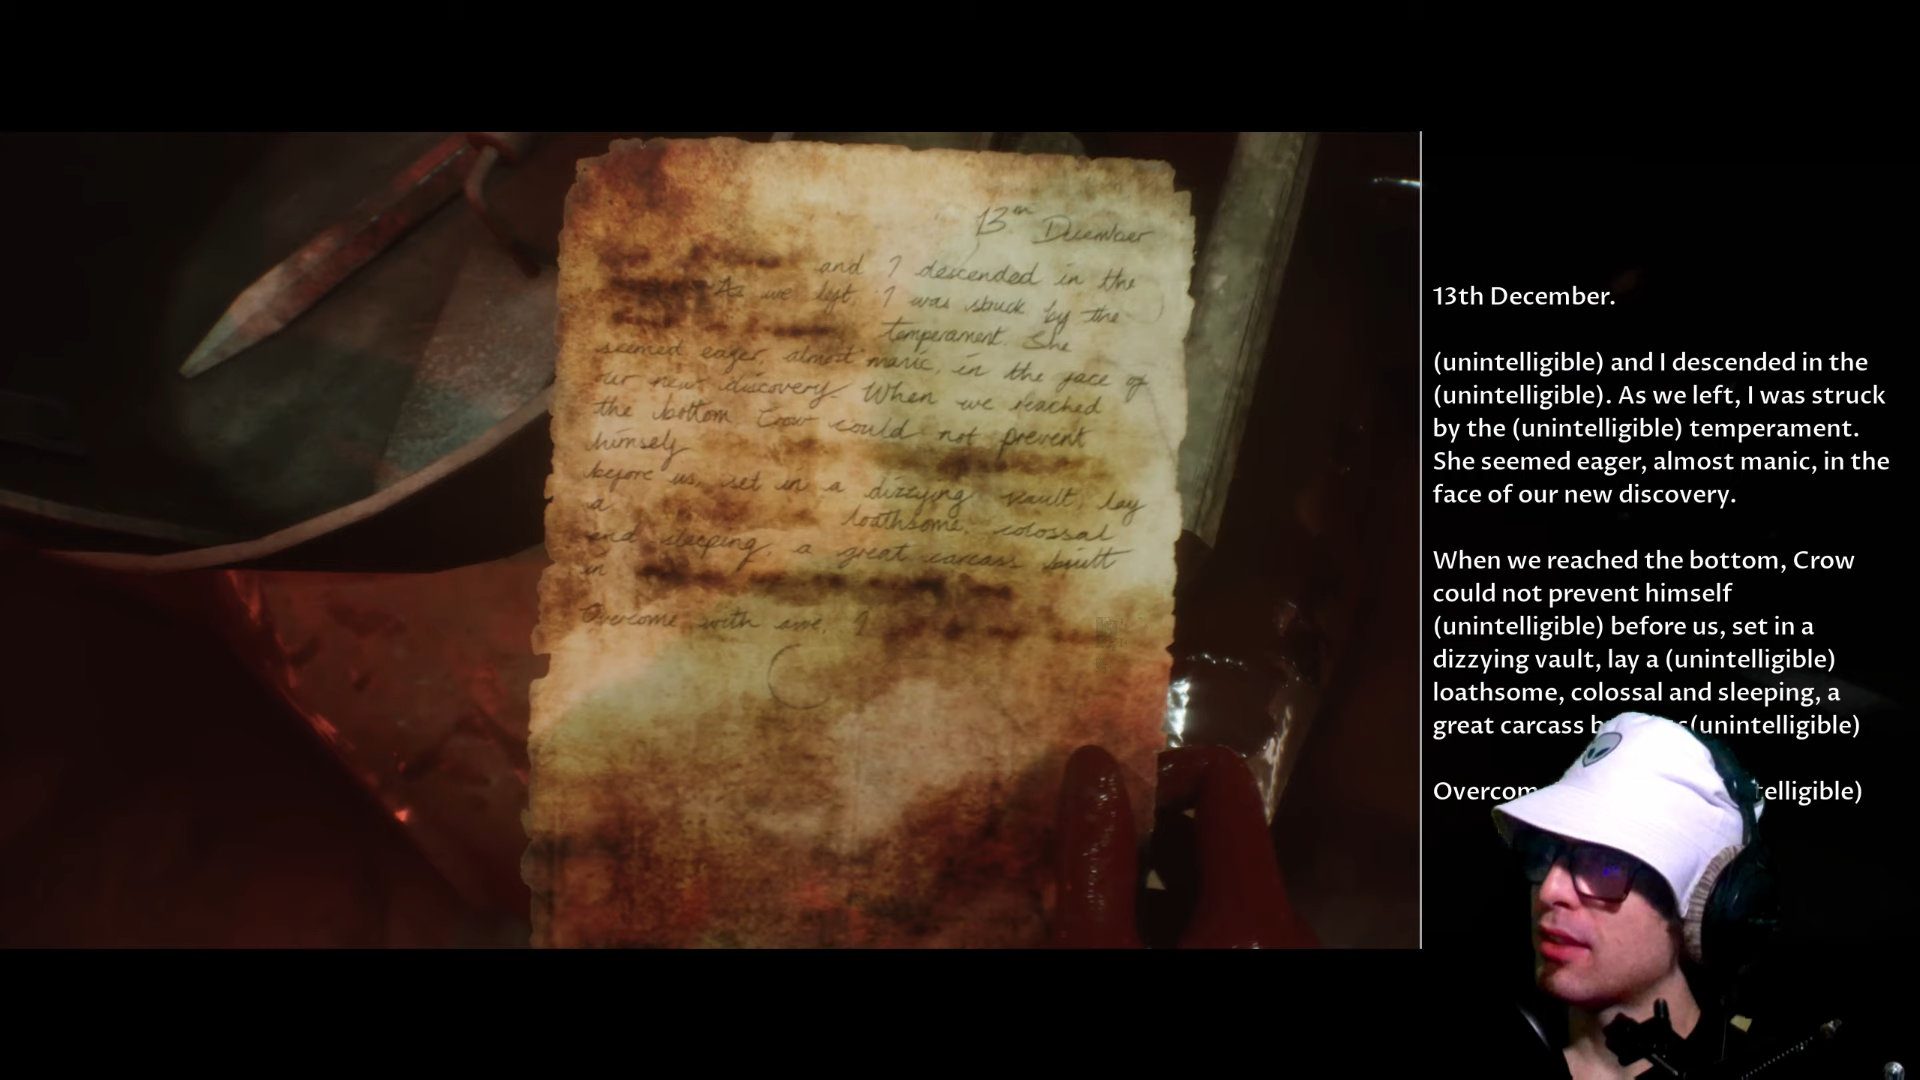 13th December
and I descended in the
As we left, I was struck by the
temperament. She
seemed eager, almost manic, in the face of
our new discovery. When we reached
the bottom Crow could not prevent
himself
before us, set in a dizzying vault, lay
a loathsome, colossal
and sleeping, a great carcass built
in
Overcome with awe, I
13th December.
(unintelligible) and I descended in the
(unintelligible). As we left, I was struck
by the (unintelligible) temperament.
She seemed eager, almost manic, in the
face of our new discovery.
When we reached the bottom, Crow
could not prevent himself
(unintelligible) before us, set in a
dizzying vault, lay a (unintelligible)
loathsome, colossal and sleeping, a
great carcass (unintelligible)